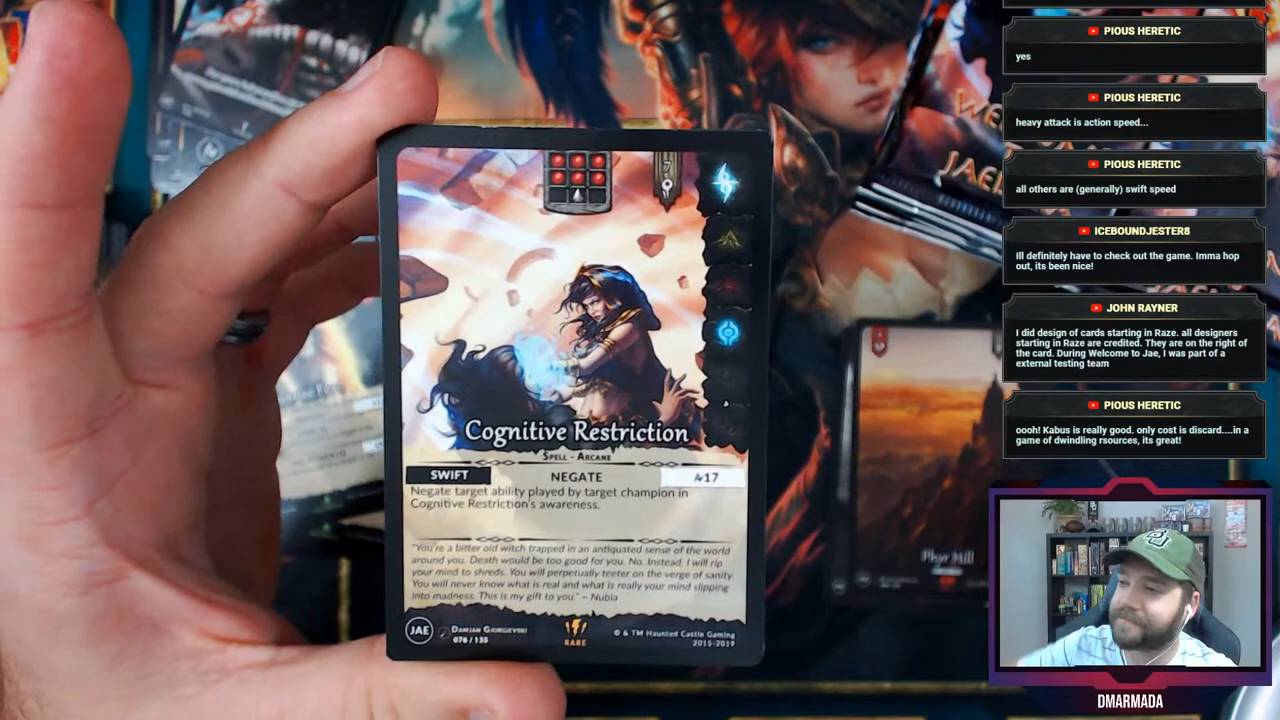 7
Cognitive Restriction
Spell - Arcane
SWIFT
NEGATE
17
Negate target ability played by target champion in
Cognitive Restriction's awareness.
"You're a bitter old witch trapped in an antiquated sense of the world
around you. Death would be too good for you. No. Instead, I will rip
your mind to shreds. You will perpetually teeter on the verge of sanity.
You will never know what is real and what is really your mind slipping
into madness. This is my gift to you." – Nubia
JAE
Damjan Giorgievski
076 / 135
RARE
© & TM Haunted Castle Gaming
2015-2019
WE
JAE
Phyr Hill
PIOUS HERETIC
yes
PIOUS HERETIC
heavy attack is action speed...
PIOUS HERETIC
all others are (generally) swift speed
ICEBOUNDJESTER8
Ill definitely have to check out the game. Imma hop
out, its been nice!
JOHN RAYNER
I did design of cards starting in Raze. all designers
starting in Raze are credited. They are on the right of
the card. During Welcome to Jae, I was part of a
external testing team
PIOUS HERETIC
oooh! Kabus is really good. only cost is discard....in a
game of dwindling rsources, its great!
DMARMADA